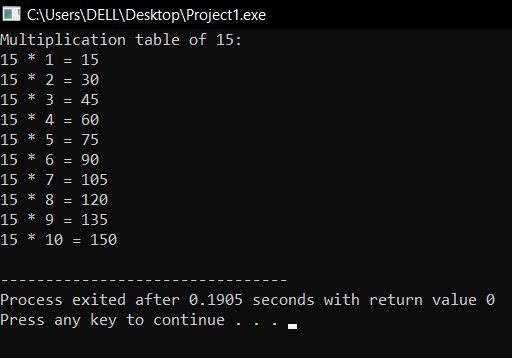 C:\Users\DELL\Desktop\Project1.exe
Multiplication table of 15:
15 * 1 = 15
15 * 2 = 30
15 * 3 = 45
15 * 4 = 60
15 * 5 = 75
15 * 6 = 90
15 * 7 = 105
15 * 8 = 120
15 * 9 = 135
15 * 10 = 150
--------------------------------
Process exited after 0.1905 seconds with return value 0
Press any key to continue . . .